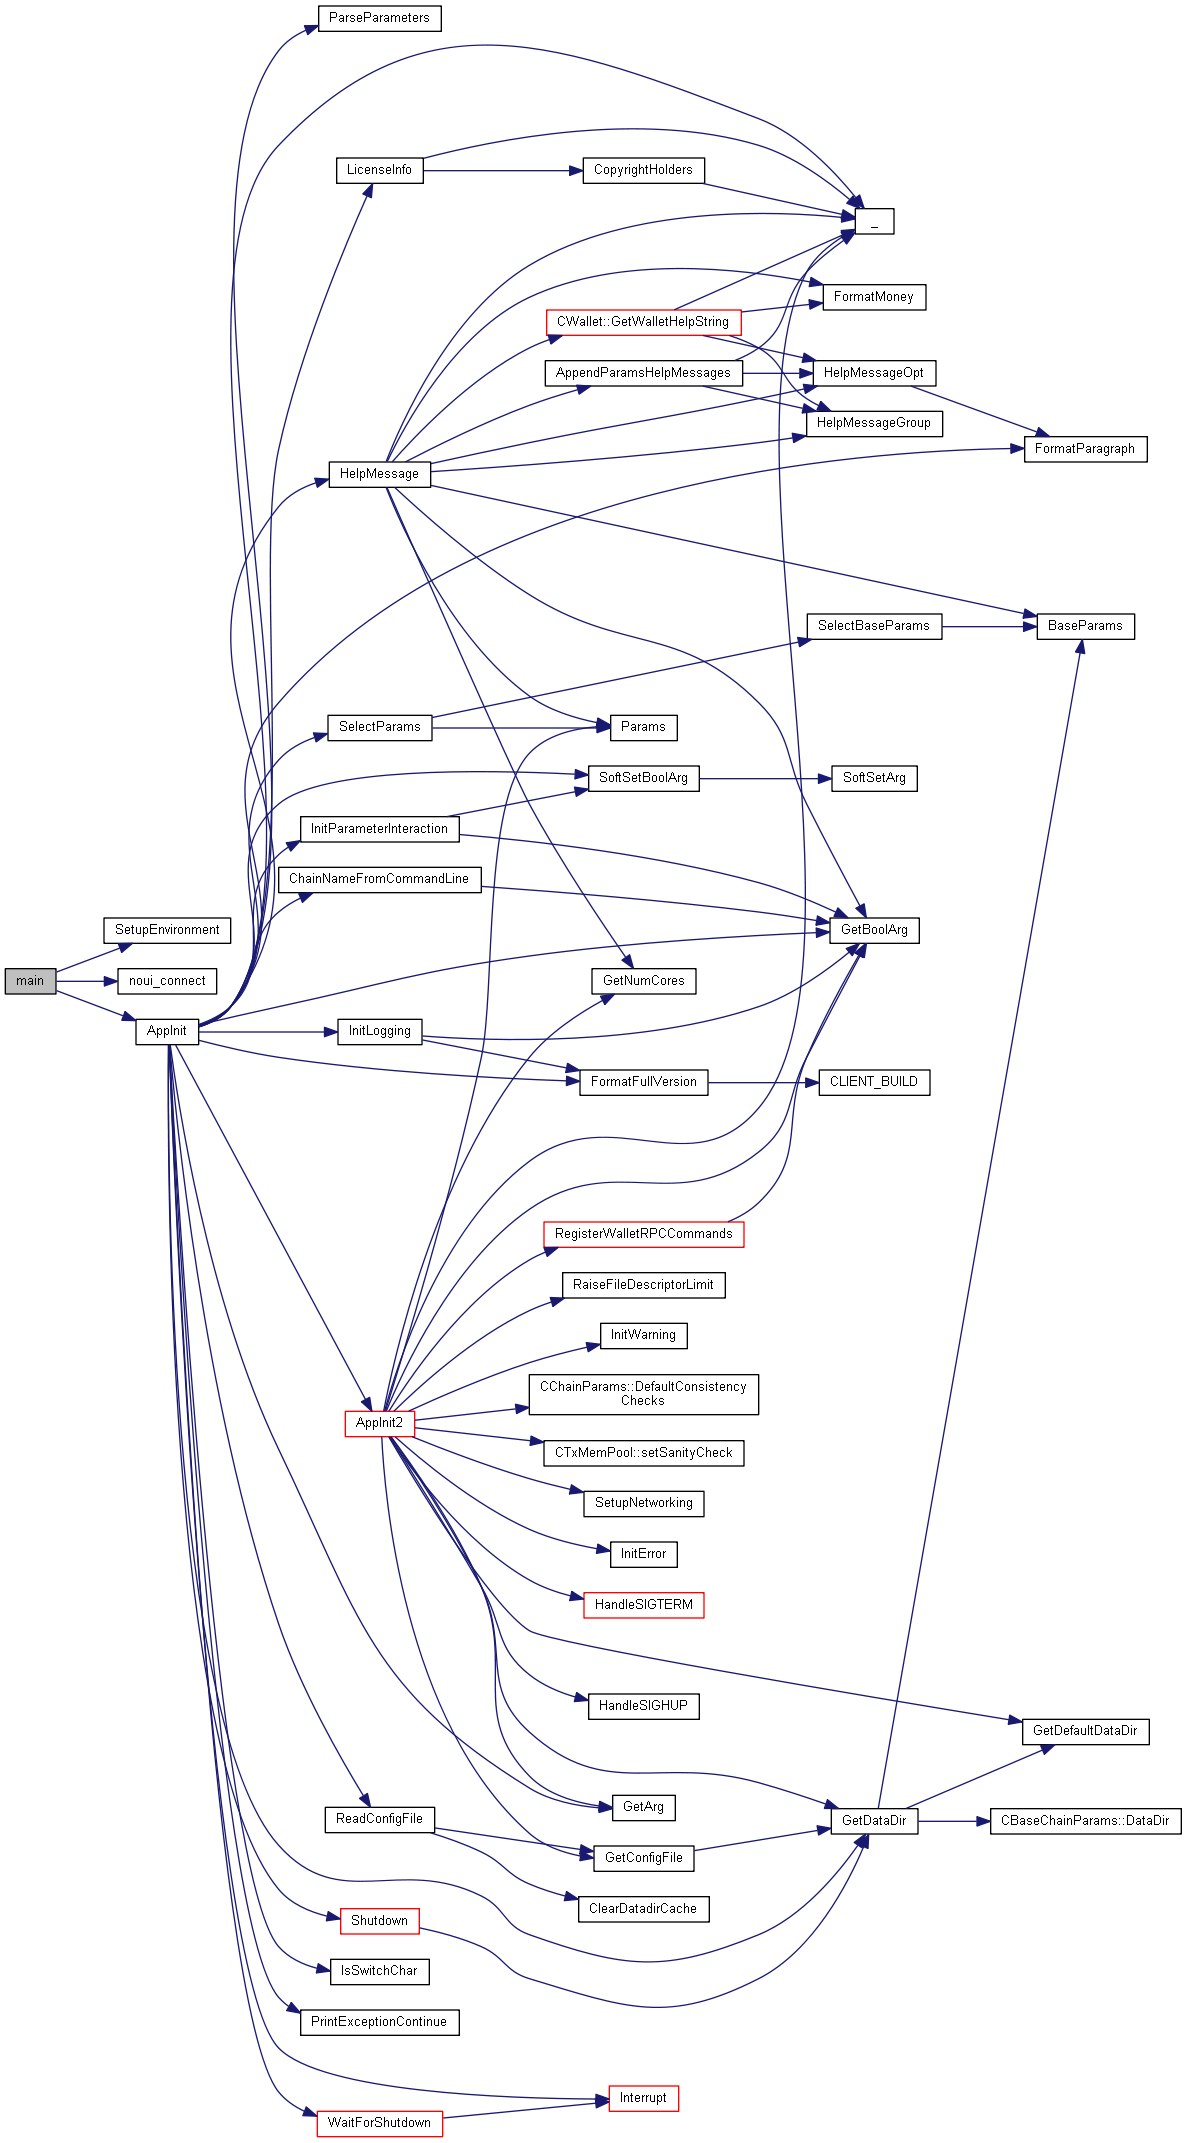 ParseParameters
LicenseInfo
CopyrightHolders
_
FormatMoney
CWallet::GetWalletHelpString
AppendParamsHelpMessages
HelpMessageOpt
HelpMessageGroup
FormatParagraph
HelpMessage
SelectBaseParams
BaseParams
SelectParams
Params
SoftSetBoolArg
SoftSetArg
InitParameterInteraction
ChainNameFromCommandLine
SetupEnvironment
GetBoolArg
main
noui_connect
GetNumCores
AppInit
InitLogging
FormatFullVersion
CLIENT_BUILD
RegisterWalletRPCCommands
RaiseFileDescriptorLimit
InitWarning
CChainParams::DefaultConsistency
Checks
AppInit2
CTxMemPool::setSanityCheck
SetupNetworking
InitError
HandleSIGTERM
HandleSIGHUP
GetDefaultDataDir
GetArg
ReadConfigFile
GetDataDir
CBaseChainParams::DataDir
GetConfigFile
ClearDatadirCache
Shutdown
IsSwitchChar
PrintExceptionContinue
Interrupt
WaitForShutdown